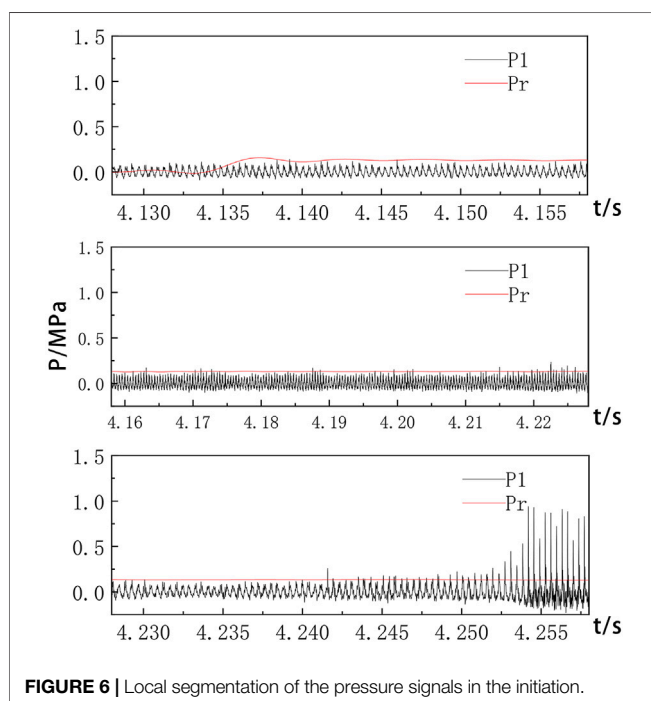 1.5
P1
Pr
1.0
0.5
0.0
4.130 4.135 4.140 4.145 4.150 4.155 t/s
1.5
P1
Pr
1.0
0.5
0.0
P/MPa
4.16 4.17 4.18 4.19 4.20 4.21 4.22 t/s
1.5
P1
Pr
1.0
0.5
0.0
4.230 4.235 4.240 4.245 4.250 4.255 t/s
FIGURE 6 | Local segmentation of the pressure signals in the initiation.